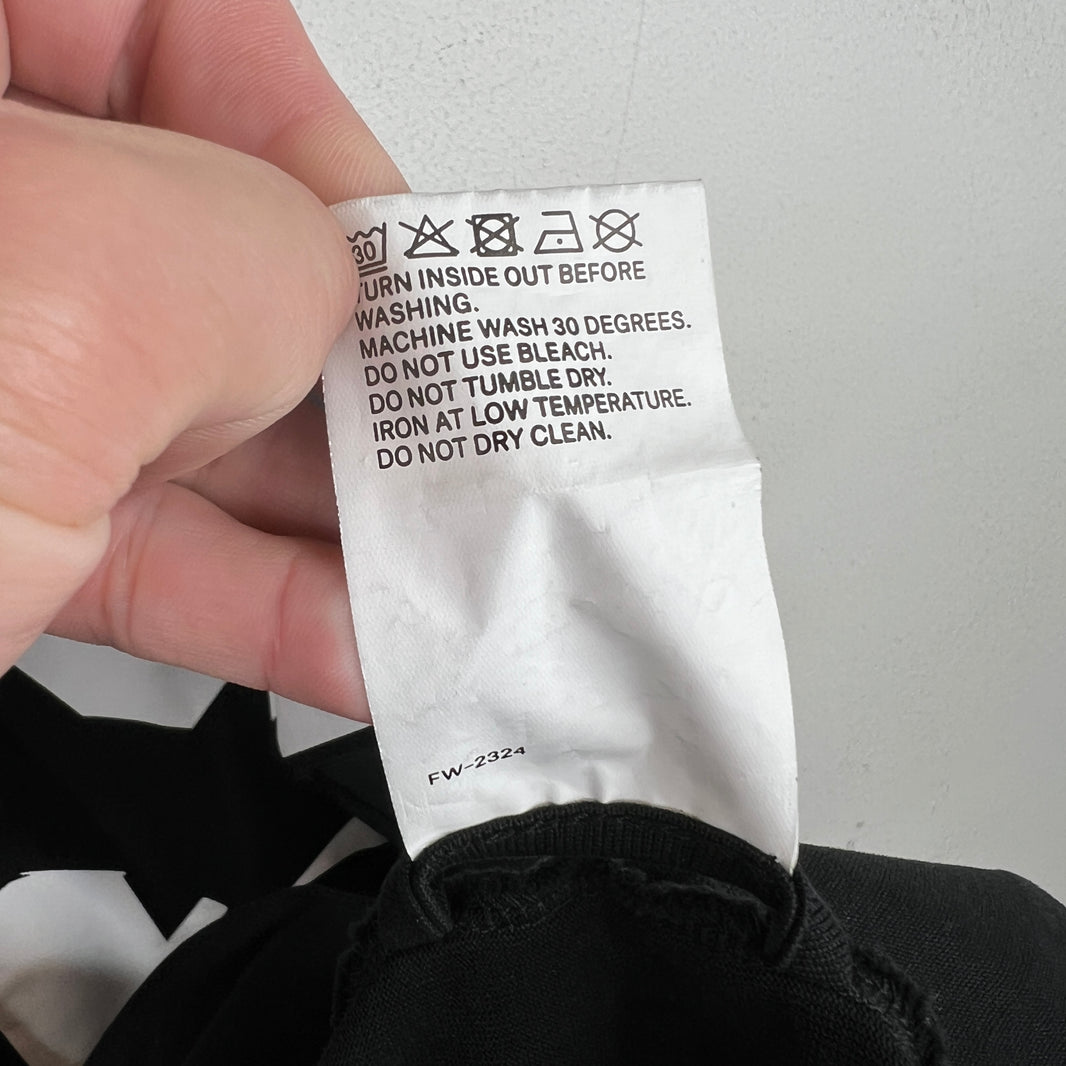 30
TURN INSIDE OUT BEFORE
WASHING.
MACHINE WASH 30 DEGREES.
DO NOT USE BLEACH.
DO NOT TUMBLE DRY.
IRON AT LOW TEMPERATURE.
DO NOT DRY CLEAN.
FW-2324